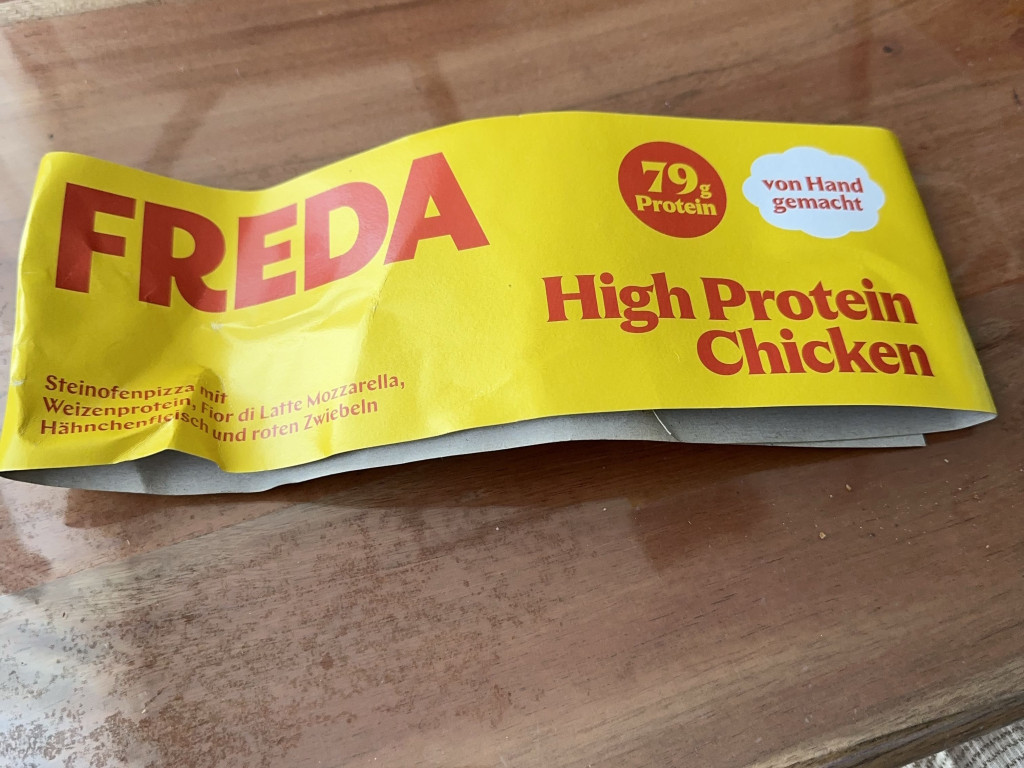 FREDA
79g
Protein
von Hand
gemacht
High Protein
Chicken
Steinofenpizza mit
Weizenprotein, Fior di Latte Mozzarella,
Hähnchenfleisch und roten Zwiebeln